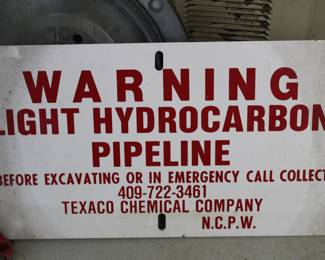 WARNING
LIGHT HYDROCARBON
PIPELINE
BEFORE EXCAVATING OR IN EMERGENCY CALL COLLECT
409-722-3461
TEXACO CHEMICAL COMPANY
N.C.P.W.